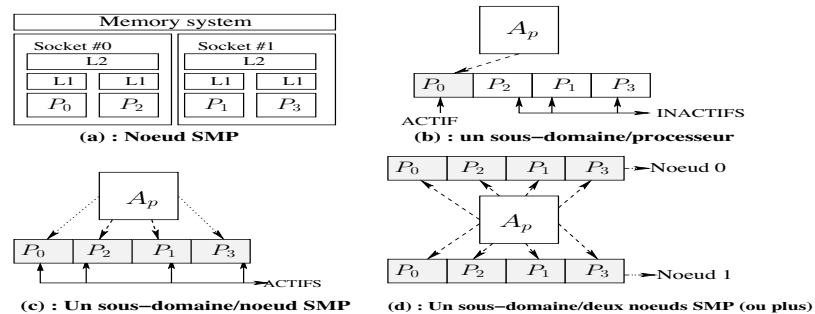 Memory system
Socket #0
Socket #1
L2
L2
L1
L1
L1
L1
P0
P2
P1
P3
(a) : Noeud SMP
Ap
P0
P2
P1
P3
ACTIF
INACTIFS
(b) : un sous−domaine/processeur
Ap
P0
P2
P1
P3
ACTIFS
(c) : Un sous−domaine/noeud SMP
P0
P2
P1
P3
Noeud 0
Ap
P0
P2
P1
P3
Noeud 1
(d) : Un sous−domaine/deux noeuds SMP (ou plus)